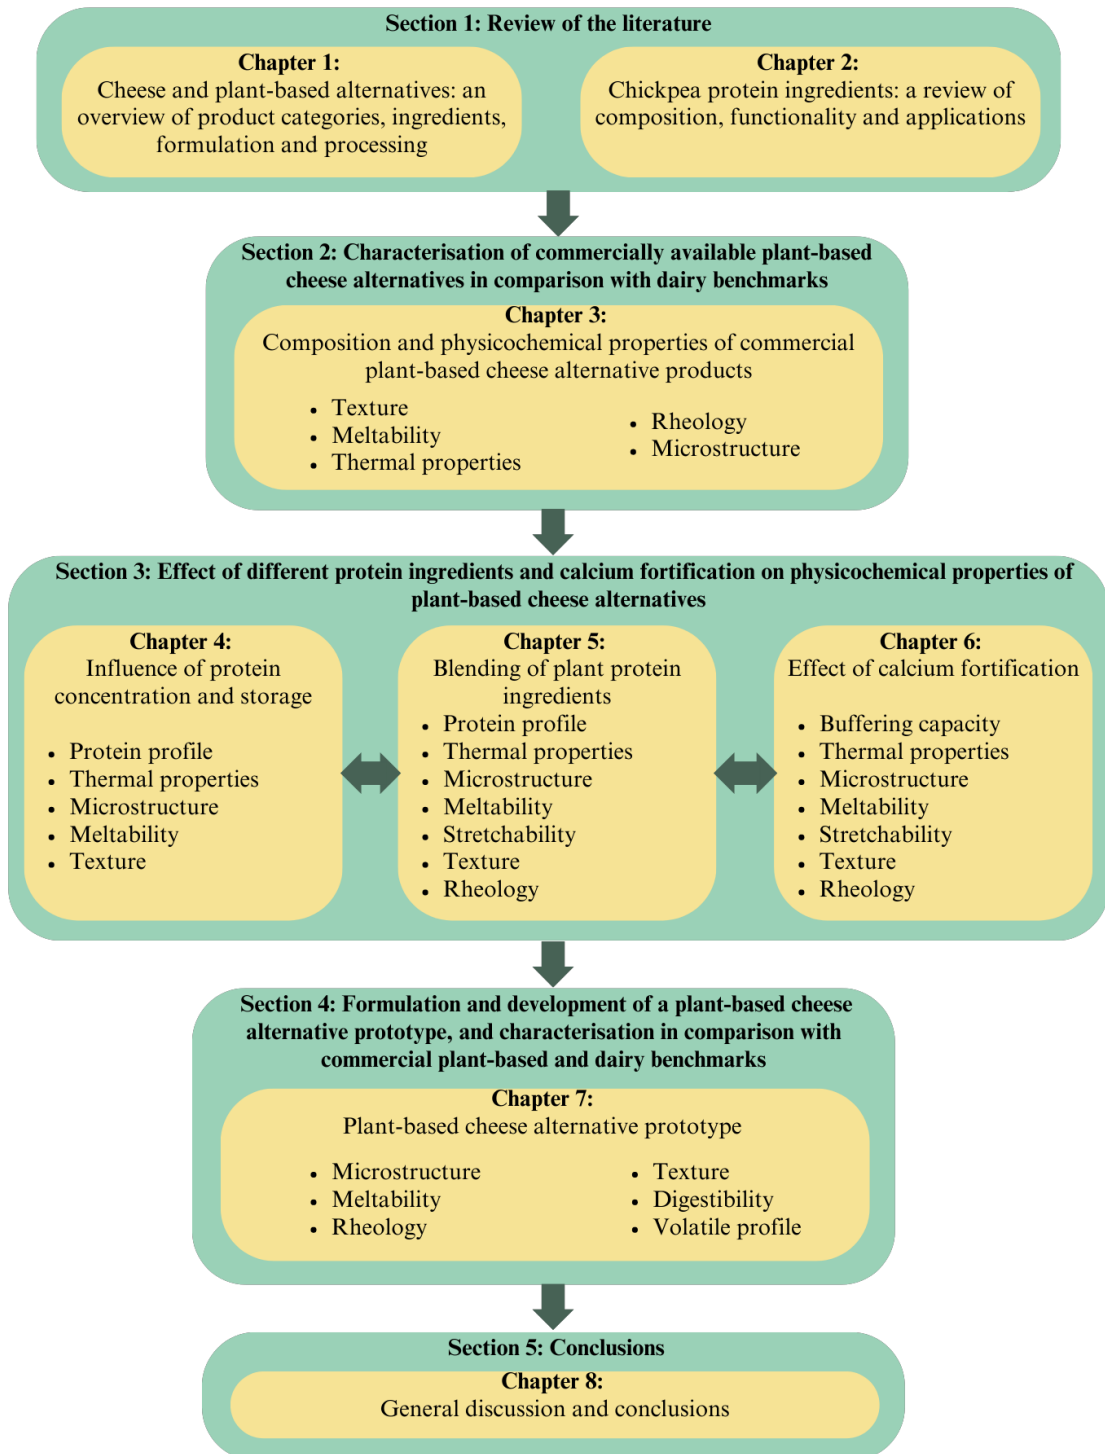 Section 1: Review of the literature
Chapter 1:
Cheese and plant-based alternatives: an
overview of product categories, ingredients,
formulation and processing
Chapter 2:
Chickpea protein ingredients: a review of
composition, functionality and applications
Section 2: Characterisation of commercially available plant-based
cheese alternatives in comparison with dairy benchmarks
Chapter 3:
Composition and physicochemical properties of commercial
plant-based cheese alternative products
• Texture
• Meltability
• Thermal properties
• Rheology
• Microstructure
Section 3: Effect of different protein ingredients and calcium fortification on physicochemical properties of
plant-based cheese alternatives
Chapter 4:
Influence of protein
concentration and storage
• Protein profile
• Thermal properties
• Microstructure
• Meltability
• Texture
Chapter 5:
Blending of plant protein
ingredients
• Protein profile
• Thermal properties
• Microstructure
• Meltability
• Stretchability
• Texture
• Rheology
Chapter 6:
Effect of calcium fortification
• Buffering capacity
• Thermal properties
• Microstructure
• Meltability
• Stretchability
• Texture
• Rheology
Section 4: Formulation and development of a plant-based cheese
alternative prototype, and characterisation in comparison with
commercial plant-based and dairy benchmarks
Chapter 7:
Plant-based cheese alternative prototype
• Microstructure
• Meltability
• Rheology
• Texture
• Digestibility
• Volatile profile
Section 5: Conclusions
Chapter 8:
General discussion and conclusions